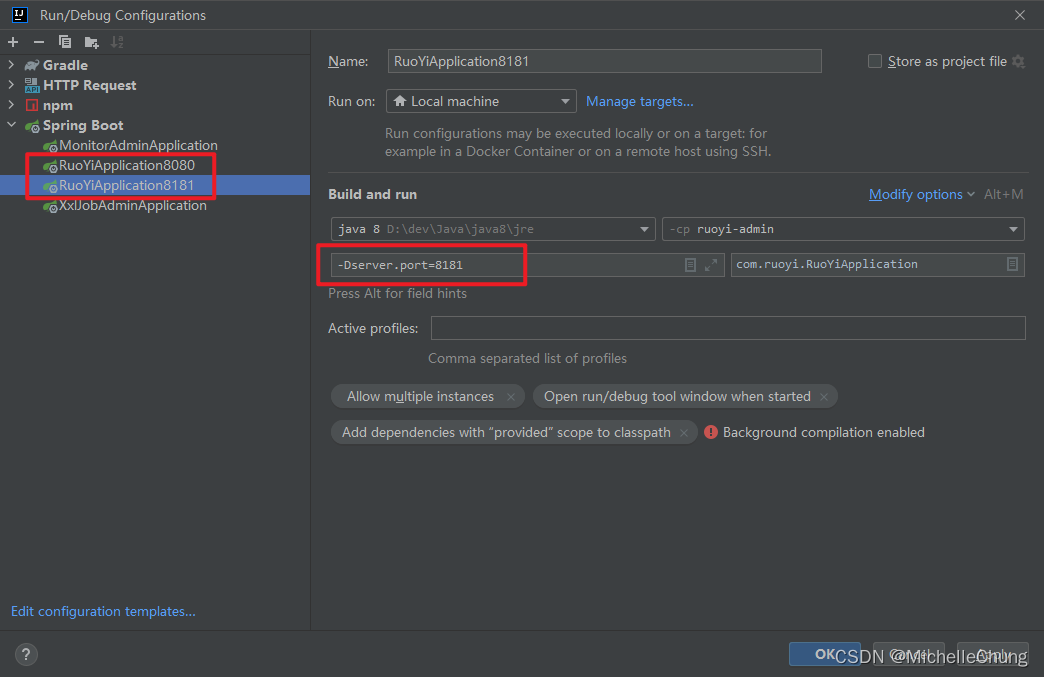 Run/Debug Configurations
Gradle
HTTP Request
npm
Spring Boot
MonitorAdminApplication
RuoYiApplication8080
RuoYiApplication8181
XxlJobAdminApplication
Edit configuration templates...
Name: RuoYiApplication8181 Store as project file
Run on: Local machine Manage targets...
Run configurations may be executed locally or on a target: for
example in a Docker Container or on a remote host using SSH.
Build and run Modify options Alt+M
java 8 D:\dev\Java\java8\jre -cp ruoyi-admin
-Dserver.port=8181 com.ruoyi.RuoYiApplication
Press Alt for field hints
Active profiles:
Comma separated list of profiles
Allow multiple instances × Open run/debug tool window when started ×
Add dependencies with “provided” scope to classpath × Background compilation enabled
? OK Cancel Apply
CSDN @MichelleChung